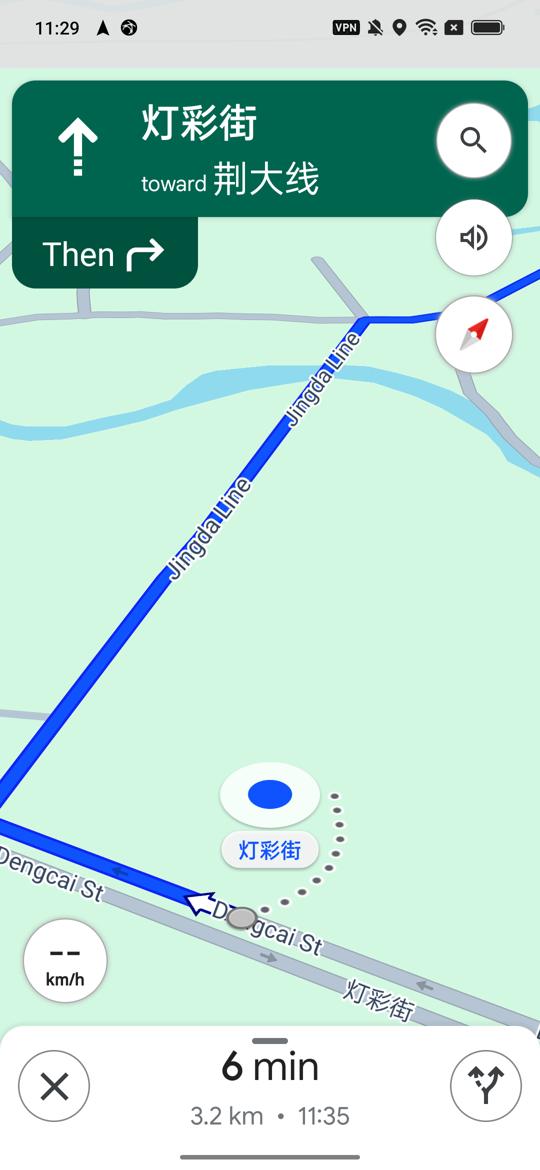 11:29
VPN
灯彩街
toward 荆大线
Then
Jingda Line
Jingda Line
灯彩街
Dengcai St
Dengcai St
灯彩街
--
km/h
6 min
3.2 km • 11:35